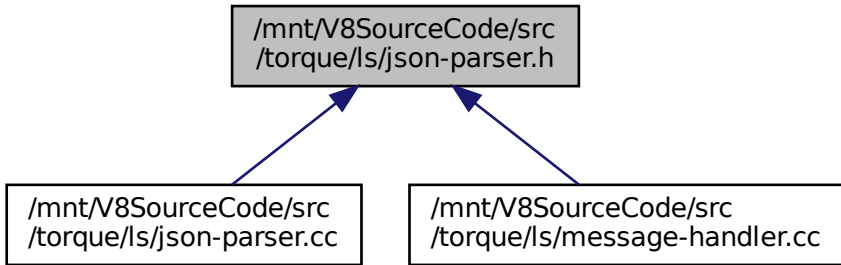 /mnt/V8SourceCode/src
/torque/ls/json-parser.h
/mnt/V8SourceCode/src
/torque/ls/json-parser.cc
/mnt/V8SourceCode/src
/torque/ls/message-handler.cc